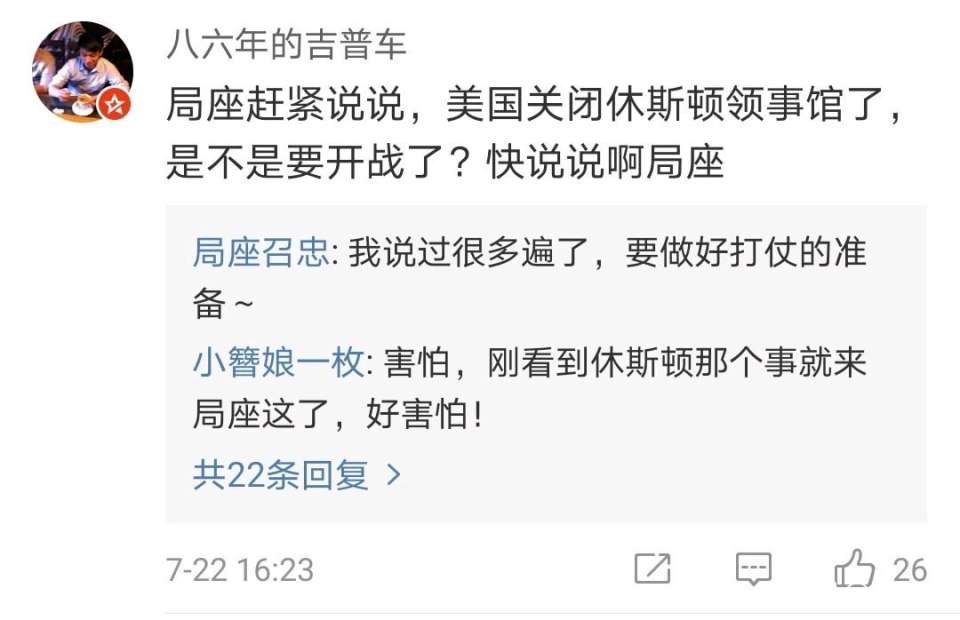 八六年的吉普车
局座赶紧说说，美国关闭休斯顿领事馆了，
是不是要开战了？快说说啊局座
局座召忠: 我说过很多遍了，要做好打仗的准
备～
小簪娘一枚: 害怕，刚看到休斯顿那个事就来
局座这了，好害怕！
共22条回复 >
7-22 16:23
26